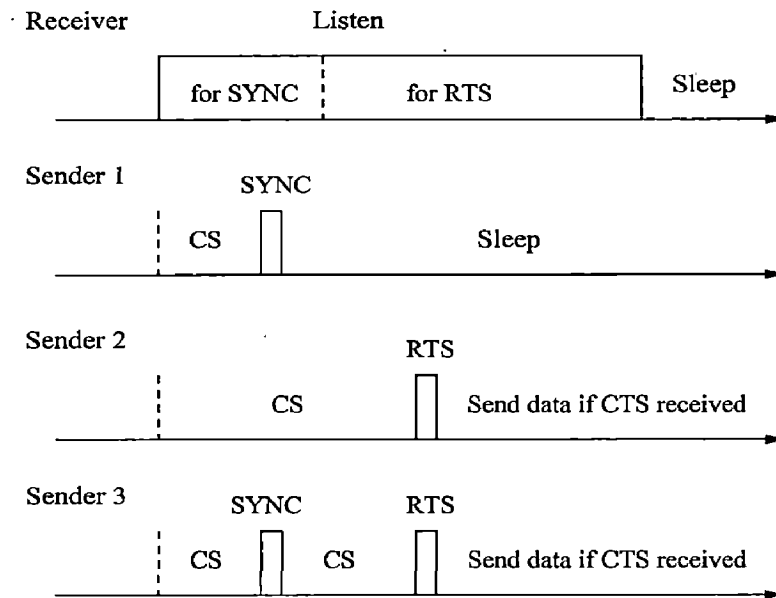 Receiver Listen
for SYNC for RTS Sleep
Sender 1
SYNC
CS Sleep
Sender 2
RTS
CS Send data if CTS received
Sender 3
SYNC RTS
CS CS Send data if CTS received